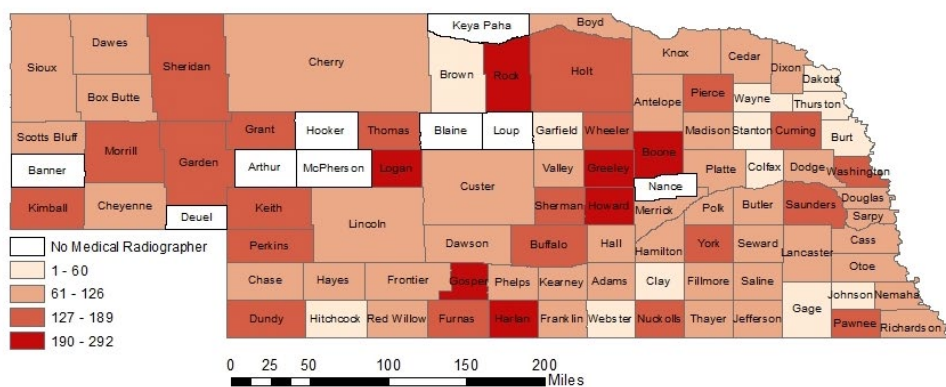 Keya Paha
Boyd
Dawes
Sheridan
Cherry
Knox
Cedar
Sioux
Brown
Rock
Holt
Dixon
Dakota
Box Butte
Antelope
Pierce
Wayne
Thurston
Scotts Bluff
Grant
Hooker
Thomas
Blaine
Loup
Garfield
Wheeler
Madison
Stanton
Cuming
Burt
Morrill
Garden
Boone
Banner
Arthur
McPherson
Logan
Custer
Valley
Greeley
Platte
Colfax
Dodge
Washington
Nance
Kimball
Cheyenne
Deuel
Keith
Lincoln
Sherman
Howard
Merrick
Polk
Butler
Saunders
Douglas
Sarpy
Perkins
Dawson
Buffalo
Hall
Hamilton
York
Seward
Lancaster
Cass
Otoe
Chase
Hayes
Frontier
Gosper
Phelps
Kearney
Adams
Clay
Fillmore
Saline
Johnson
Nemaha
Gage
Dundy
Hitchcock
Red Willow
Furnas
Harlan
Franklin
Webster
Nuckolls
Thayer
Jefferson
Pawnee
Richardson
No Medical Radiographer
1 - 60
61 - 126
127 - 189
190 - 292
0 25 50 100 150 200
Miles